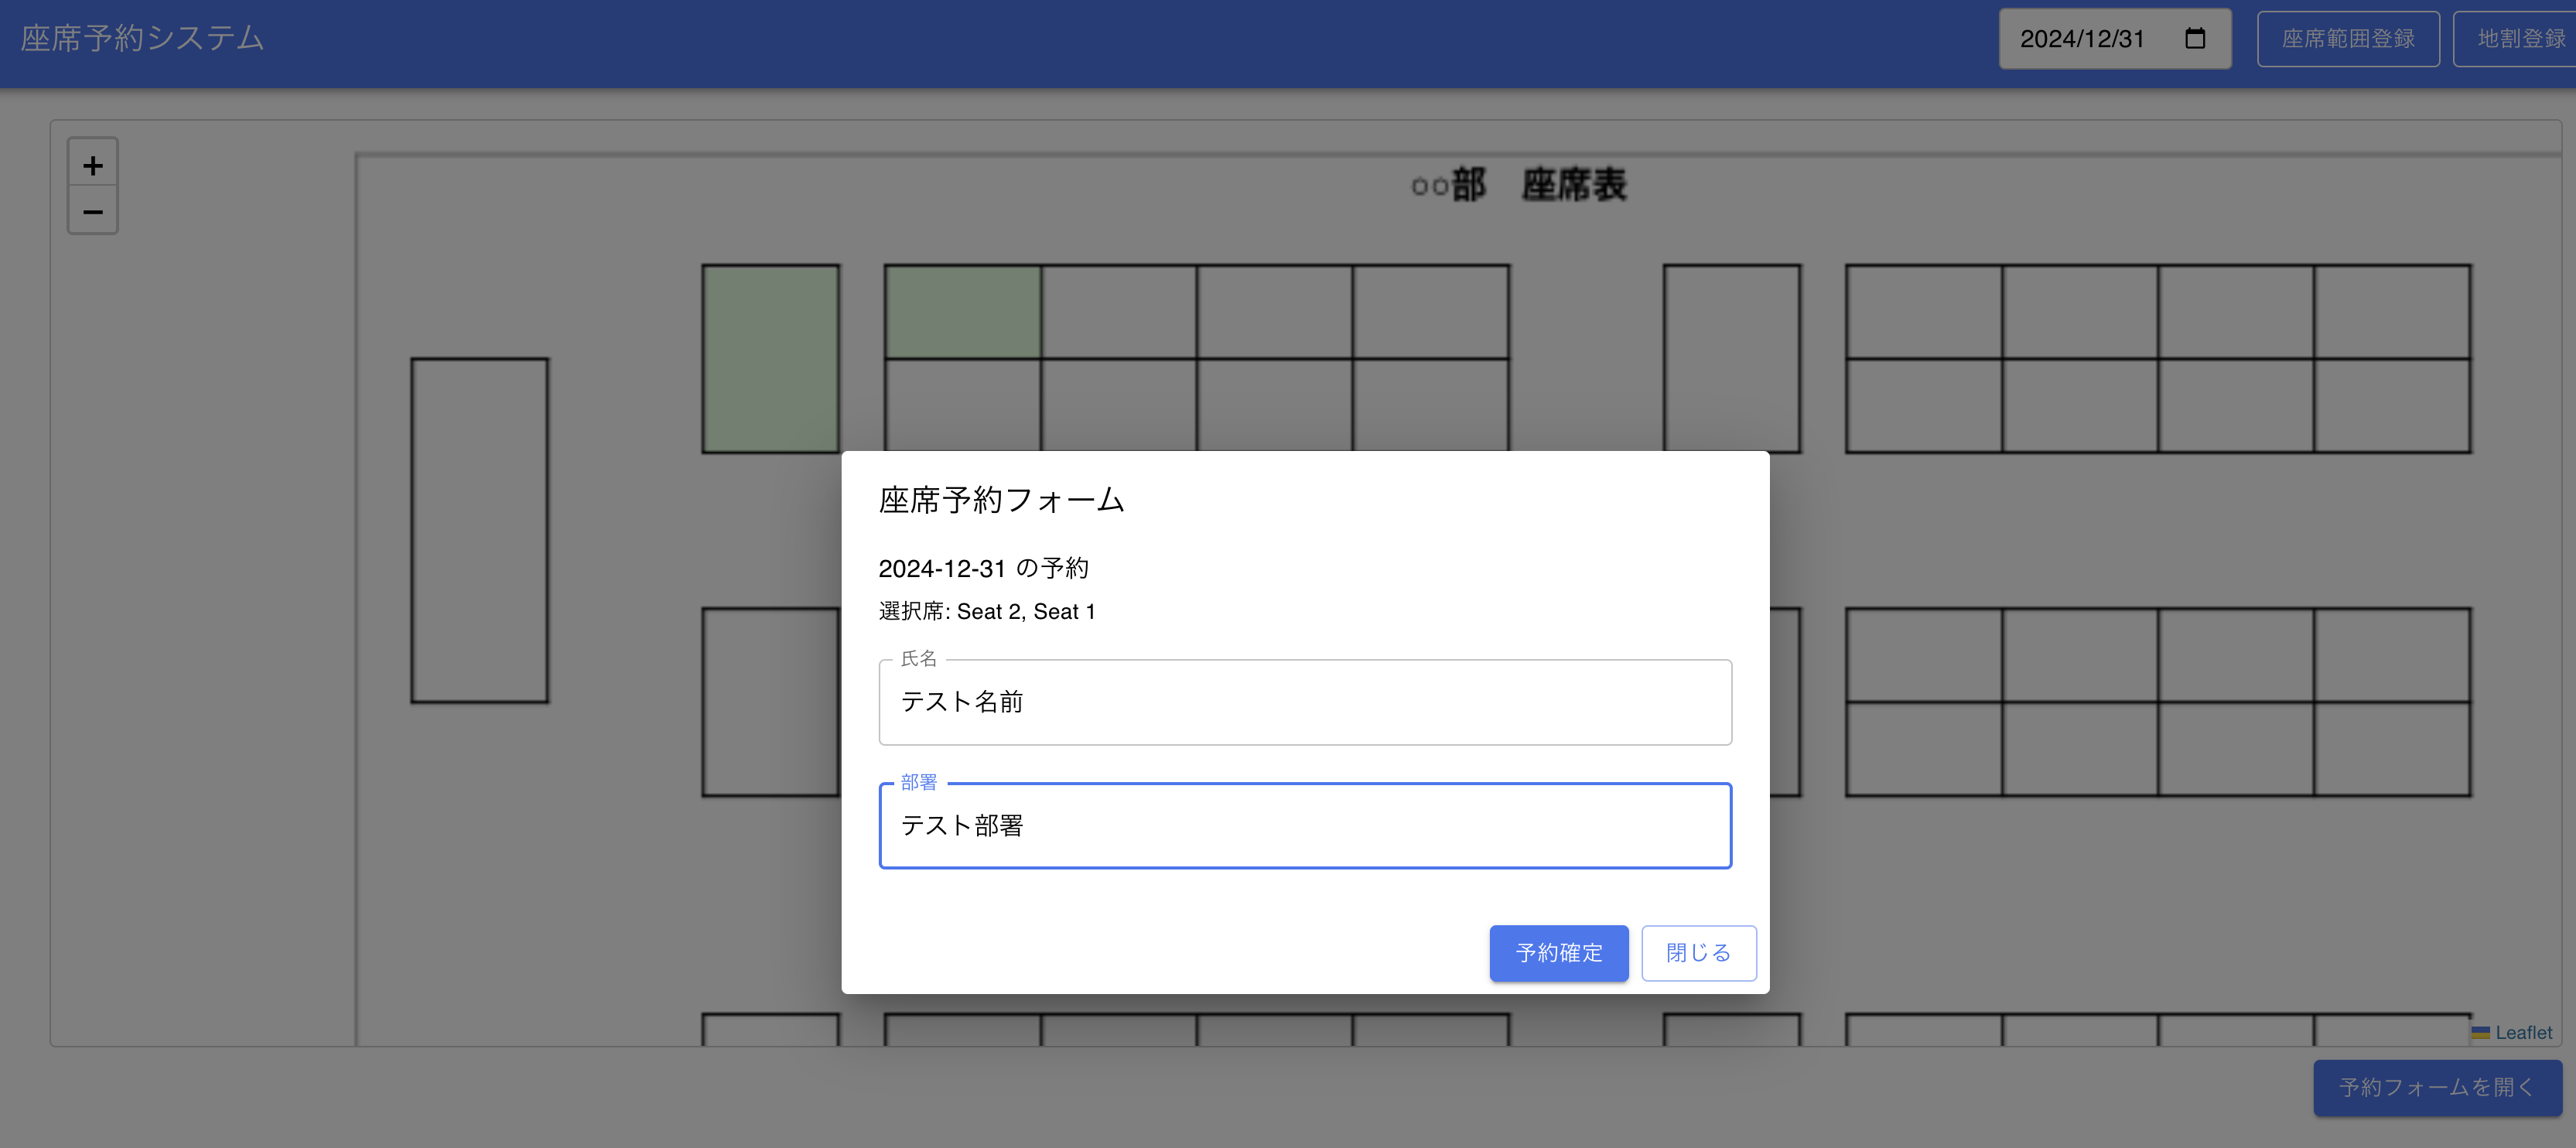 座席予約システム
2024/12/31
座席範囲登録
地割登録
+
−
○○部　座席表
座席予約フォーム
2024-12-31 の予約
選択席: Seat 2, Seat 1
氏名
テスト名前
部署
テスト部署
予約確定
閉じる
Leaflet
予約フォームを開く